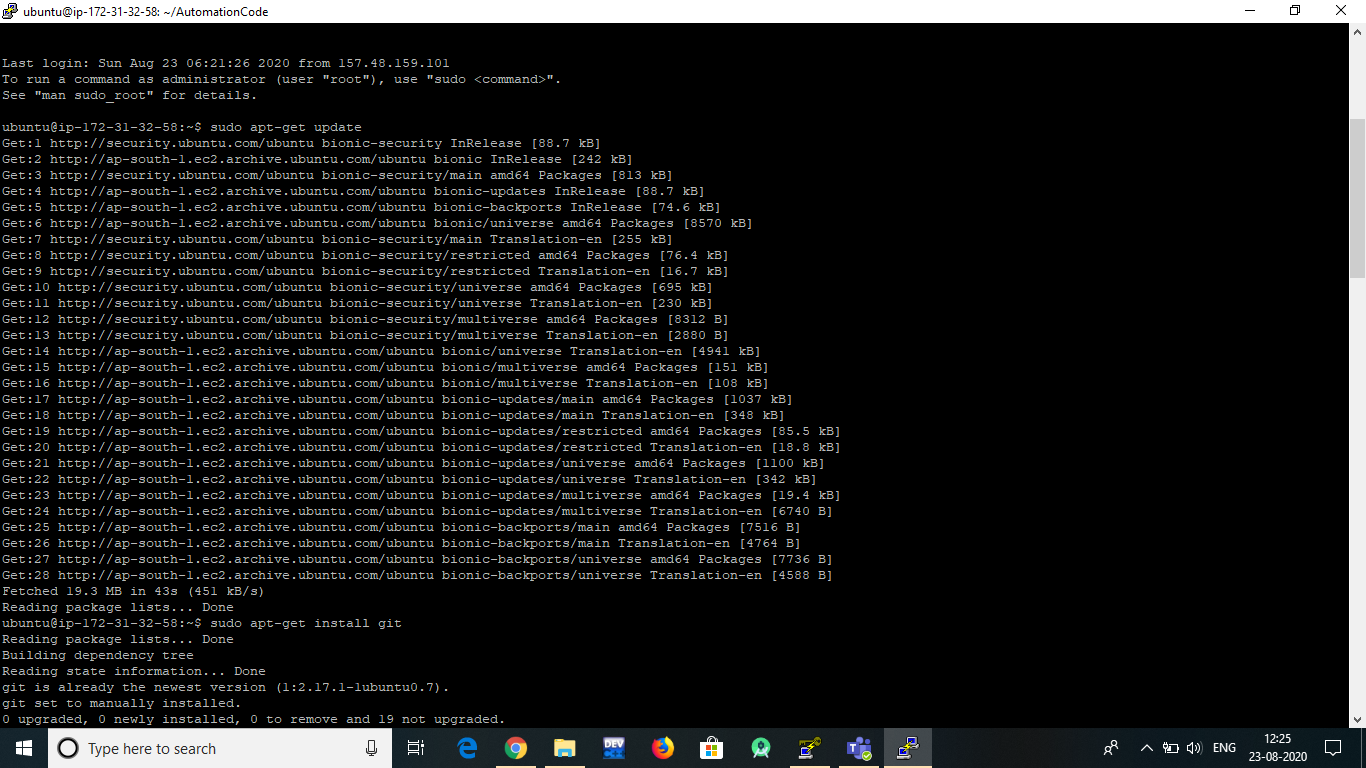 ubuntu@ip-172-31-32-58: ~/AutomationCode
Last login: Sun Aug 23 06:21:26 2020 from 157.48.159.101
To run a command as administrator (user "root"), use "sudo <command>".
See "man sudo_root" for details.
ubuntu@ip-172-31-32-58:~$ sudo apt-get update
Get:1 http://security.ubuntu.com/ubuntu bionic-security InRelease [88.7 kB]
Get:2 http://ap-south-1.ec2.archive.ubuntu.com/ubuntu bionic InRelease [242 kB]
Get:3 http://security.ubuntu.com/ubuntu bionic-security/main amd64 Packages [813 kB]
Get:4 http://ap-south-1.ec2.archive.ubuntu.com/ubuntu bionic-updates InRelease [88.7 kB]
Get:5 http://ap-south-1.ec2.archive.ubuntu.com/ubuntu bionic-backports InRelease [74.6 kB]
Get:6 http://ap-south-1.ec2.archive.ubuntu.com/ubuntu bionic/universe amd64 Packages [8570 kB]
Get:7 http://security.ubuntu.com/ubuntu bionic-security/main Translation-en [255 kB]
Get:8 http://security.ubuntu.com/ubuntu bionic-security/restricted amd64 Packages [76.4 kB]
Get:9 http://security.ubuntu.com/ubuntu bionic-security/restricted Translation-en [16.7 kB]
Get:10 http://security.ubuntu.com/ubuntu bionic-security/universe amd64 Packages [695 kB]
Get:11 http://security.ubuntu.com/ubuntu bionic-security/universe Translation-en [230 kB]
Get:12 http://security.ubuntu.com/ubuntu bionic-security/multiverse amd64 Packages [8312 B]
Get:13 http://security.ubuntu.com/ubuntu bionic-security/multiverse Translation-en [2880 B]
Get:14 http://ap-south-1.ec2.archive.ubuntu.com/ubuntu bionic/universe Translation-en [4941 kB]
Get:15 http://ap-south-1.ec2.archive.ubuntu.com/ubuntu bionic/multiverse amd64 Packages [151 kB]
Get:16 http://ap-south-1.ec2.archive.ubuntu.com/ubuntu bionic/multiverse Translation-en [108 kB]
Get:17 http://ap-south-1.ec2.archive.ubuntu.com/ubuntu bionic-updates/main amd64 Packages [1037 kB]
Get:18 http://ap-south-1.ec2.archive.ubuntu.com/ubuntu bionic-updates/main Translation-en [348 kB]
Get:19 http://ap-south-1.ec2.archive.ubuntu.com/ubuntu bionic-updates/restricted amd64 Packages [85.5 kB]
Get:20 http://ap-south-1.ec2.archive.ubuntu.com/ubuntu bionic-updates/restricted Translation-en [18.8 kB]
Get:21 http://ap-south-1.ec2.archive.ubuntu.com/ubuntu bionic-updates/universe amd64 Packages [1100 kB]
Get:22 http://ap-south-1.ec2.archive.ubuntu.com/ubuntu bionic-updates/universe Translation-en [342 kB]
Get:23 http://ap-south-1.ec2.archive.ubuntu.com/ubuntu bionic-updates/multiverse amd64 Packages [19.4 kB]
Get:24 http://ap-south-1.ec2.archive.ubuntu.com/ubuntu bionic-updates/multiverse Translation-en [6740 B]
Get:25 http://ap-south-1.ec2.archive.ubuntu.com/ubuntu bionic-backports/main amd64 Packages [7516 B]
Get:26 http://ap-south-1.ec2.archive.ubuntu.com/ubuntu bionic-backports/main Translation-en [4764 B]
Get:27 http://ap-south-1.ec2.archive.ubuntu.com/ubuntu bionic-backports/universe amd64 Packages [7736 B]
Get:28 http://ap-south-1.ec2.archive.ubuntu.com/ubuntu bionic-backports/universe Translation-en [4588 B]
Fetched 19.3 MB in 43s (451 kB/s)
Reading package lists... Done
ubuntu@ip-172-31-32-58:~$ sudo apt-get install git
Reading package lists... Done
Building dependency tree
Reading state information... Done
git is already the newest version (1:2.17.1-1ubuntu0.7).
git set to manually installed.
0 upgraded, 0 newly installed, 0 to remove and 19 not upgraded.
Type here to search
DEV
ENG
12:25
23-08-2020